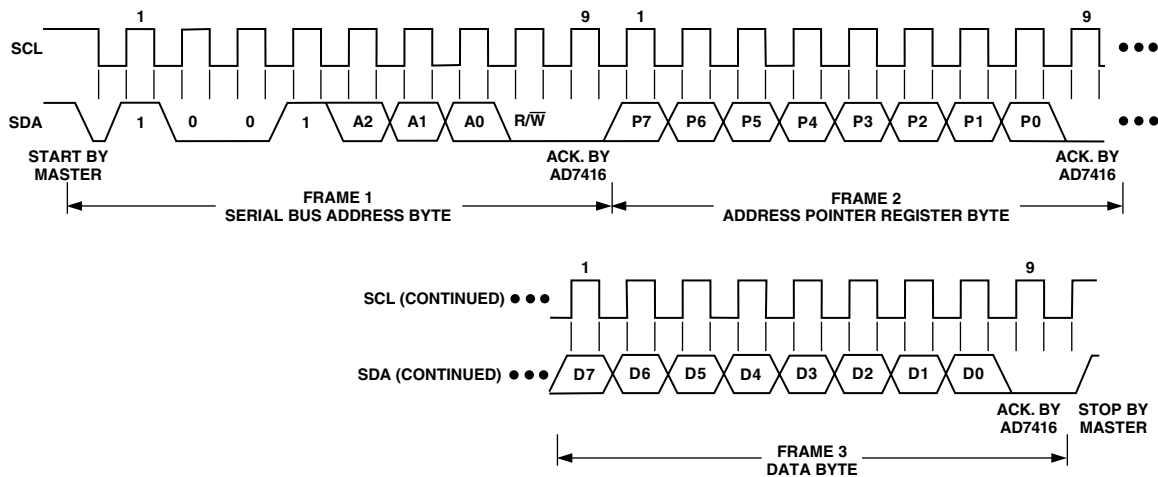 1 9 1 9
SCL
SDA 1 0 0 1 A2 A1 A0 R/W̅ P7 P6 P5 P4 P3 P2 P1 P0
START BY
MASTER
ACK. BY
AD7416
ACK. BY
AD7416
FRAME 1
SERIAL BUS ADDRESS BYTE
FRAME 2
ADDRESS POINTER REGISTER BYTE
1 9
SCL (CONTINUED)
SDA (CONTINUED) D7 D6 D5 D4 D3 D2 D1 D0
ACK. BY
AD7416
STOP BY
MASTER
FRAME 3
DATA BYTE